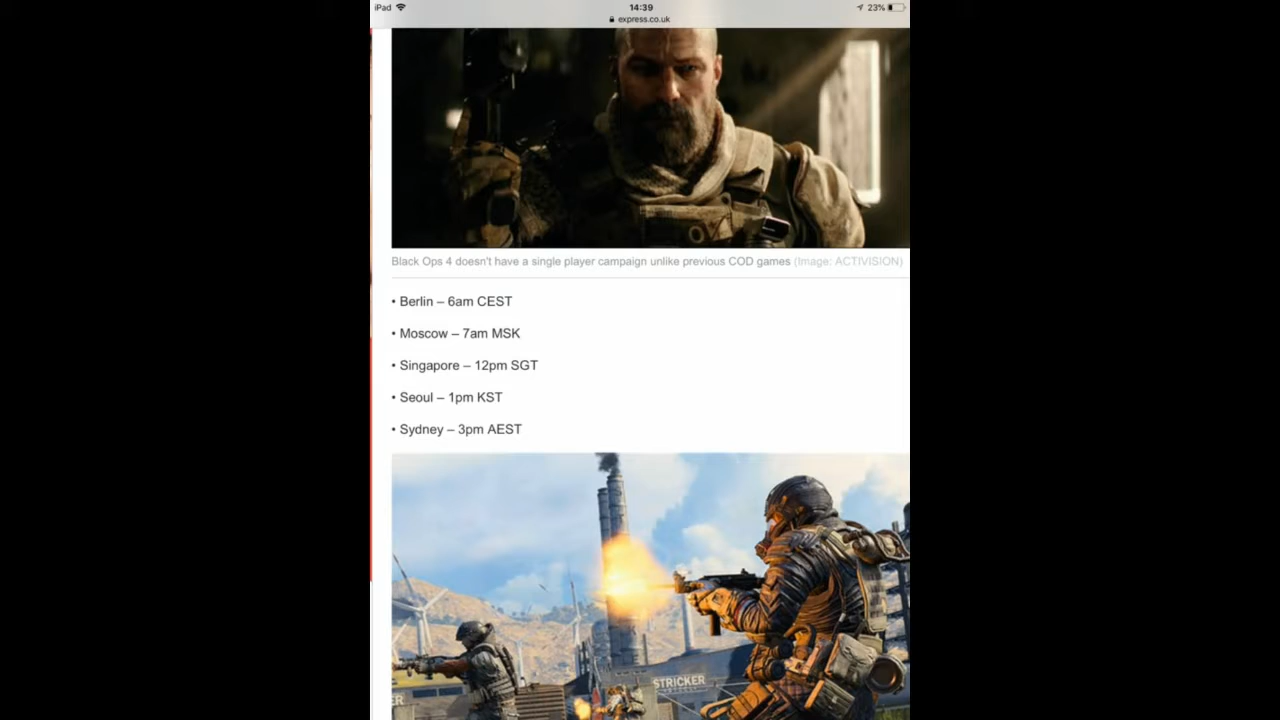 iPad 14:39 23%
express.co.uk
Black Ops 4 doesn't have a single player campaign unlike previous COD games (Image: ACTIVISION)
• Berlin – 6am CEST
• Moscow – 7am MSK
• Singapore – 12pm SGT
• Seoul – 1pm KST
• Sydney – 3pm AEST
STRICKER
ER